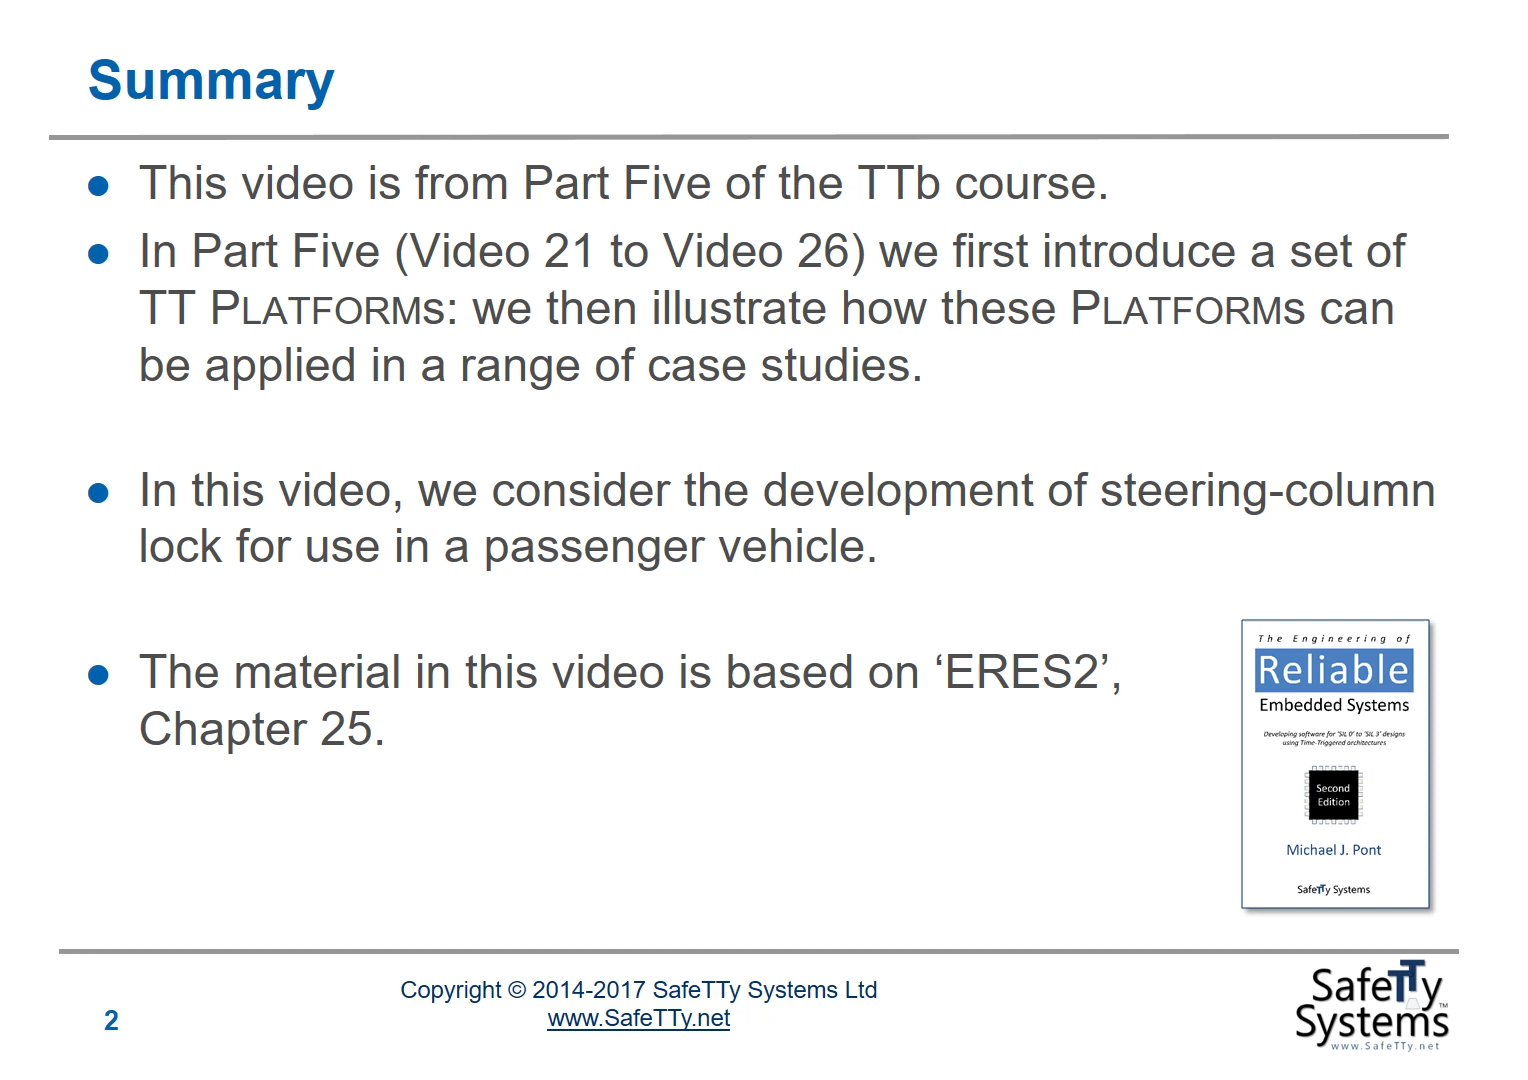 Summary
This video is from Part Five of the TTb course.
In Part Five (Video 21 to Video 26) we first introduce a set of
TT PLATFORMs: we then illustrate how these PLATFORMs can
be applied in a range of case studies.
In this video, we consider the development of steering-column
lock for use in a passenger vehicle.
The material in this video is based on ‘ERES2’,
Chapter 25.
The Engineering of
Reliable
Embedded Systems
Developing software for ‘SIL 0’ to ‘SIL 3’ designs
using Time-Triggered architectures
Second
Edition
Michael J. Pont
SafeTTy Systems
2
Copyright © 2014-2017 SafeTTy Systems Ltd
www.SafeTTy.net
SafeTTy
Systems™
www.SafeTTy.net